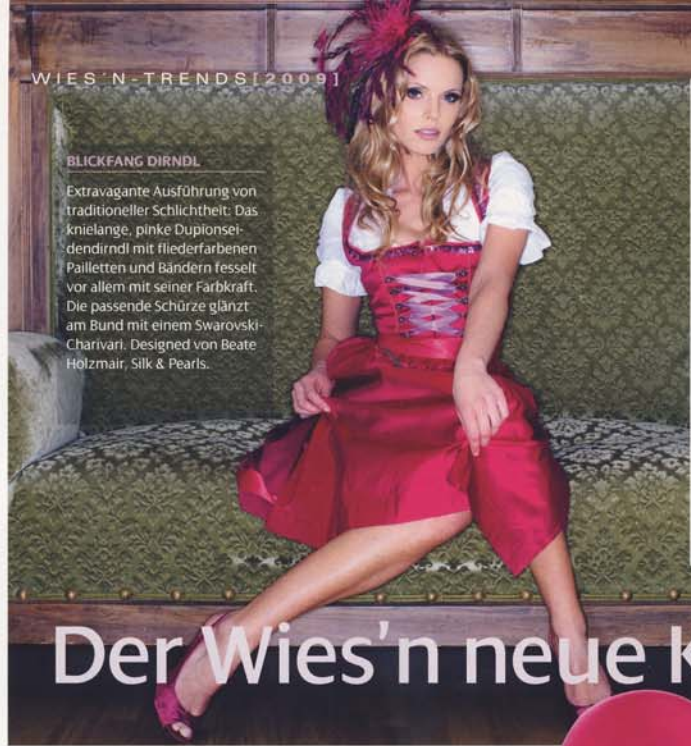 WIES´N-TRENDS[2009]
BLICKFANG DIRNDL
Extravagante Ausführung von
traditioneller Schlichtheit: Das
knielange, pinke Dupionsei-
dendirndl mit fliederfarbenen
Pailletten und Bändern fesselt
vor allem mit seiner Farbkraft.
Die passende Schürze glänzt
am Bund mit einem Swarovski-
Charivari. Designed von Beate
Holzmair, Silk & Pearls.
Der Wies'n neue